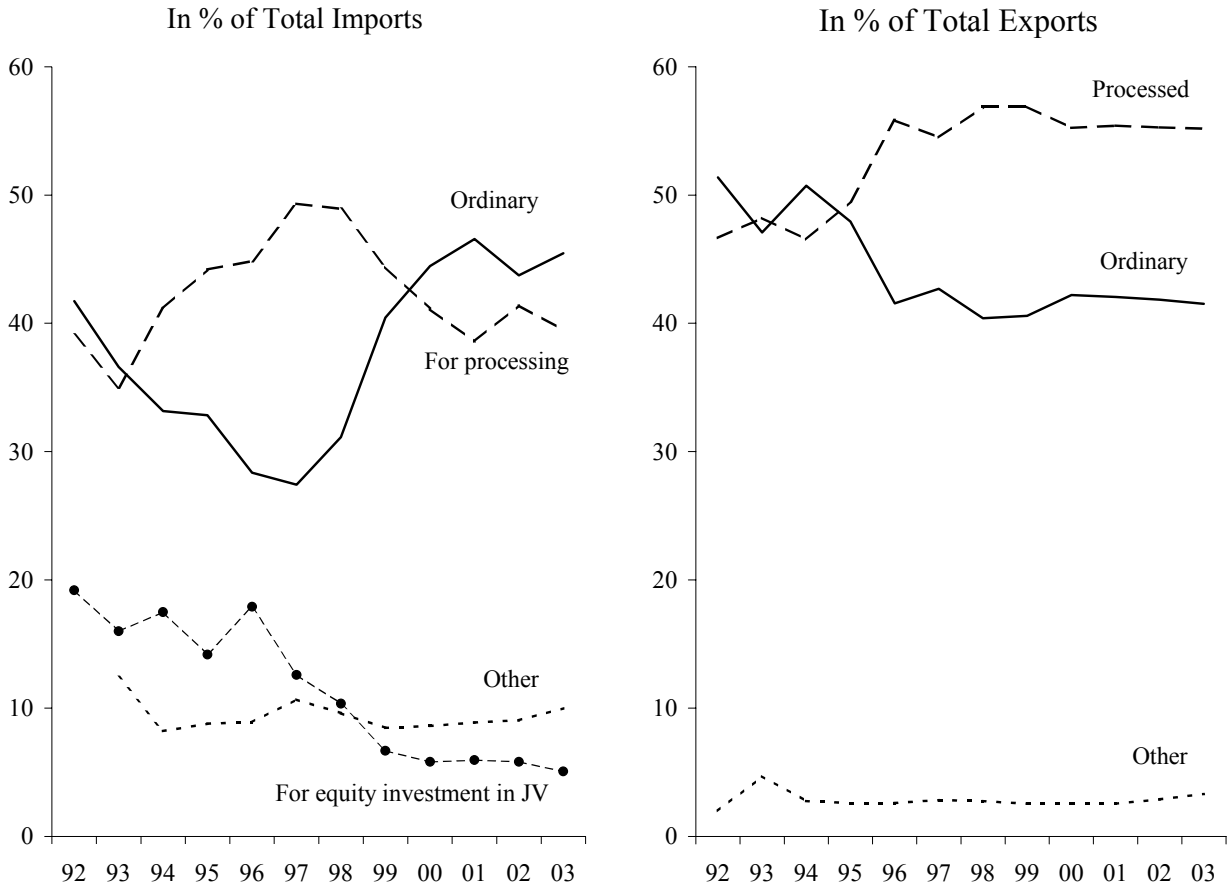 In % of Total Imports
60
50
40
30
20
10
0
Ordinary
For processing
Other
For equity investment in JV
92 93 94 95 96 97 98 99 00 01 02 03
In % of Total Exports
60
50
40
30
20
10
0
Processed
Ordinary
Other
92 93 94 95 96 97 98 99 00 01 02 03